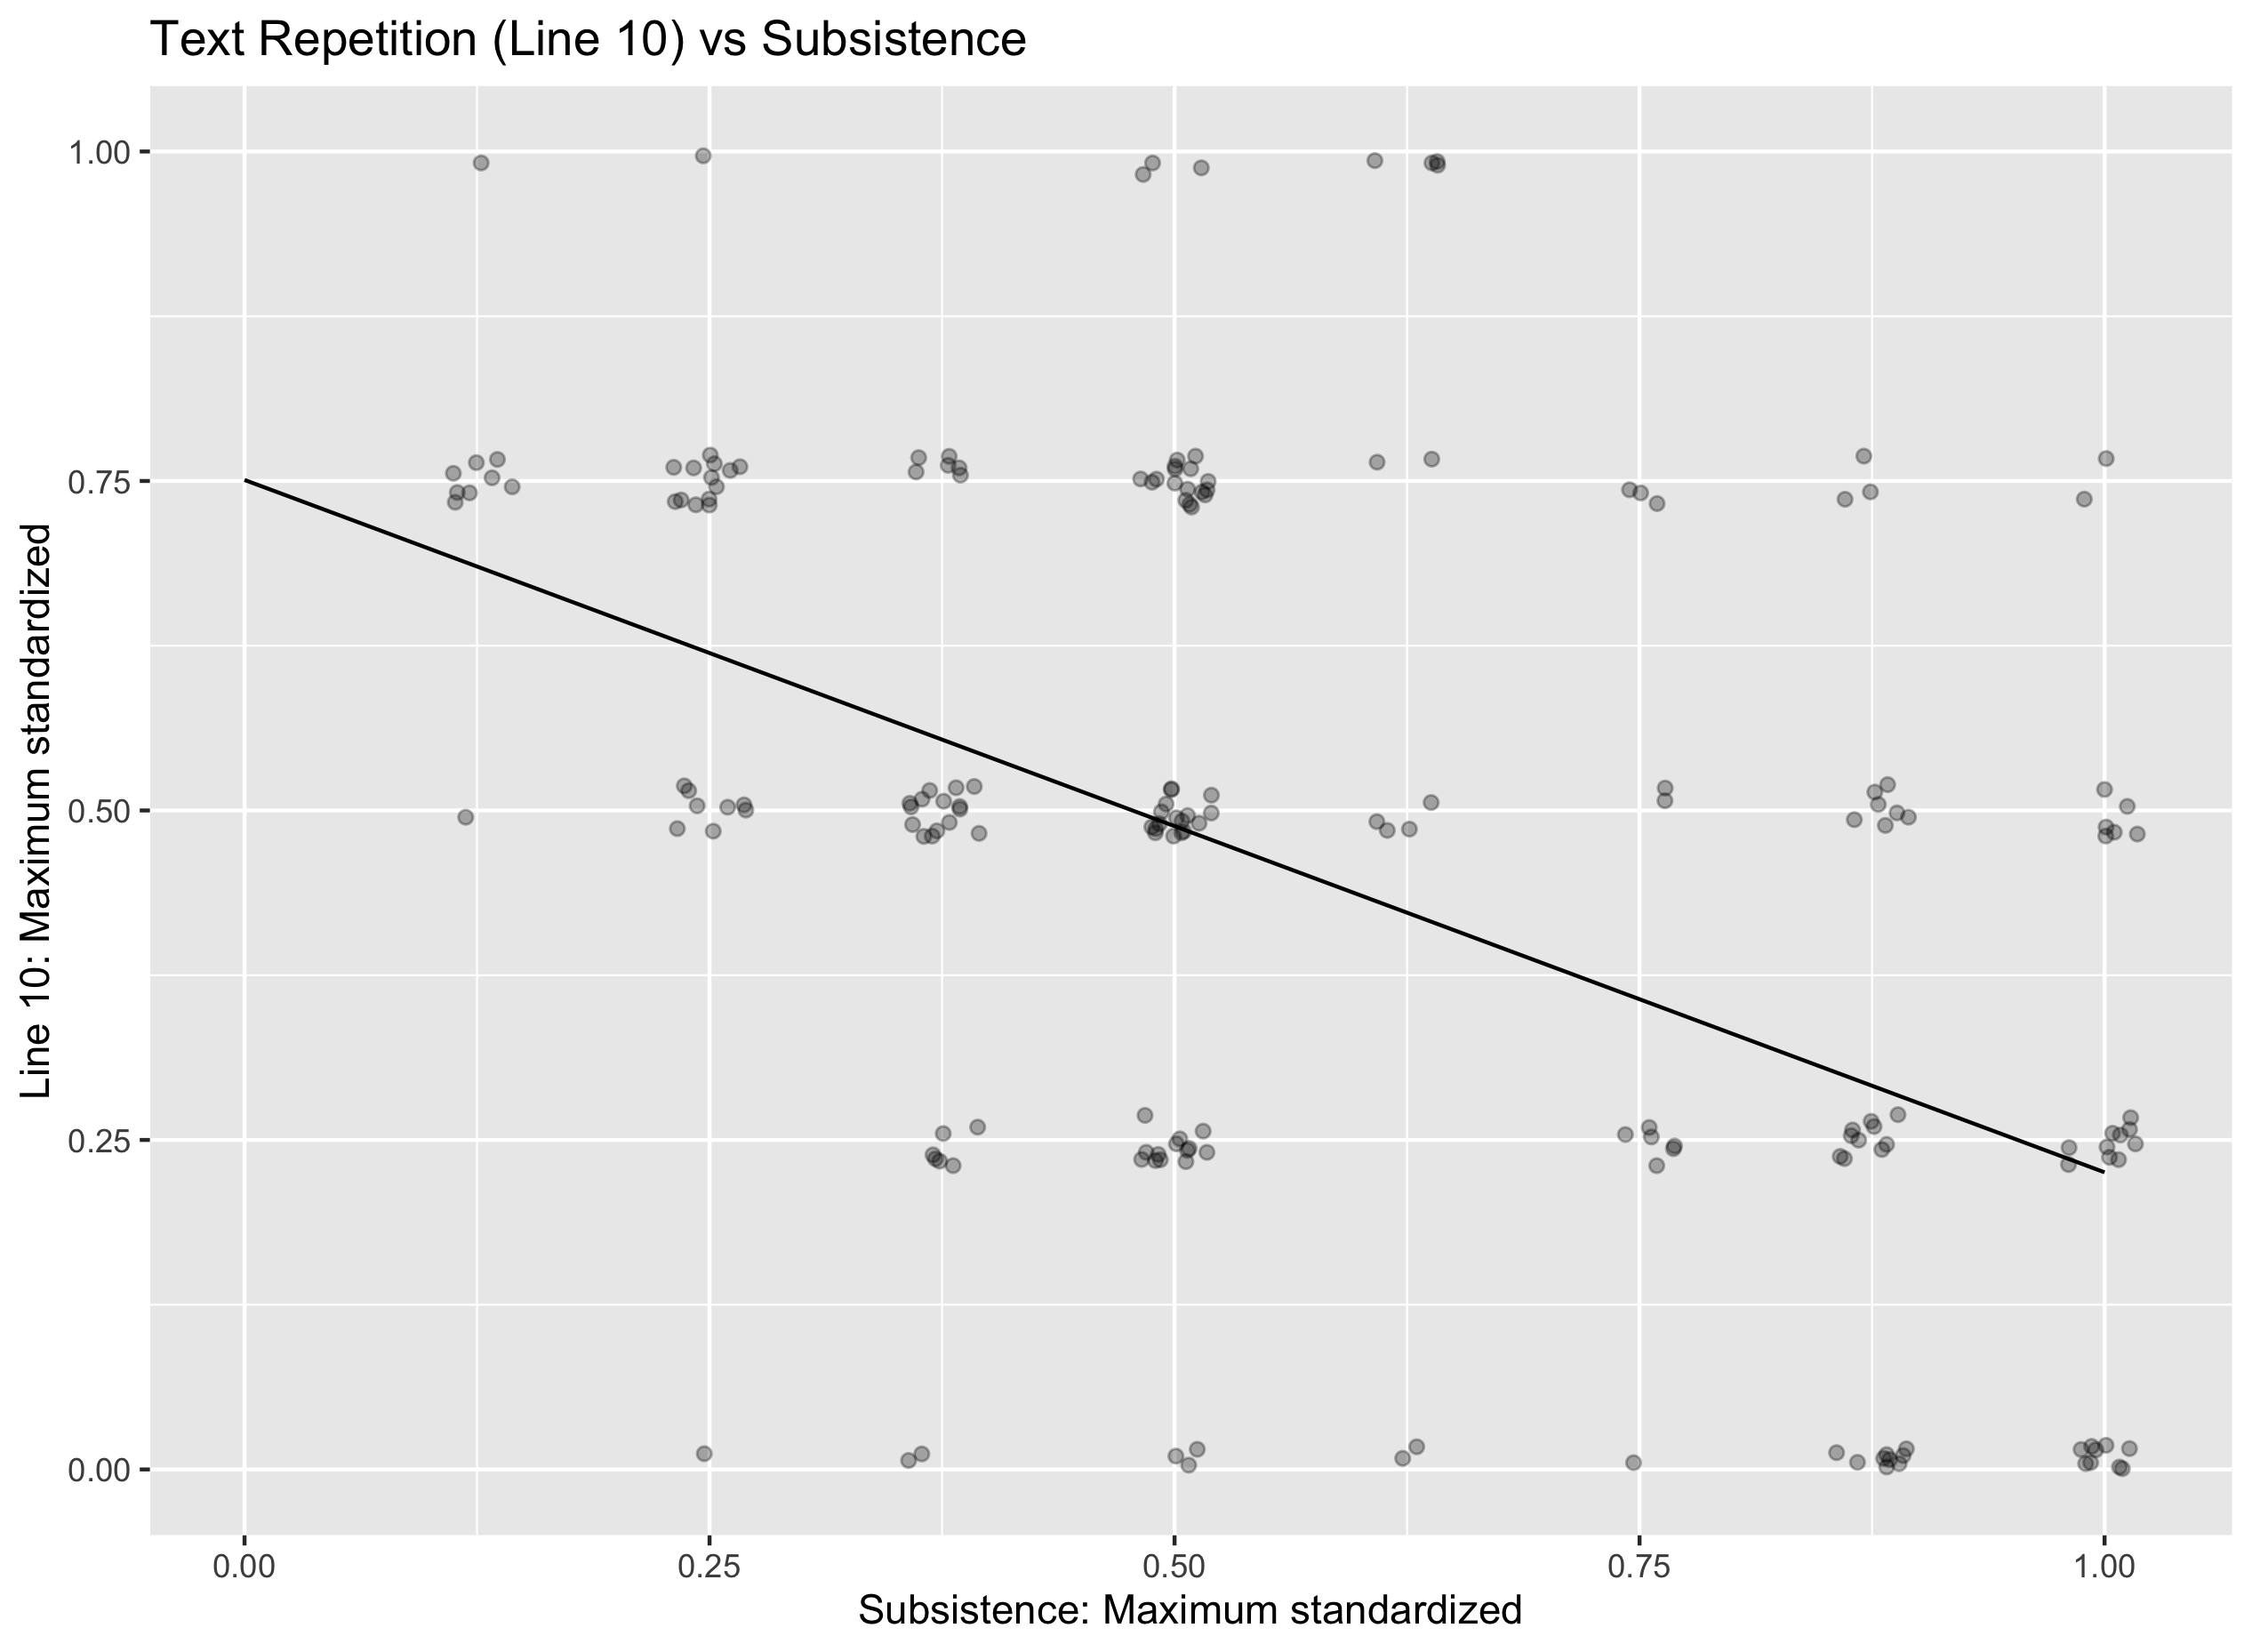 Text Repetition (Line 10) vs Subsistence
Line 10: Maximum standardized
1.00
0.75
0.50
0.25
0.00
0.00 0.25 0.50 0.75 1.00
Subsistence: Maximum standardized